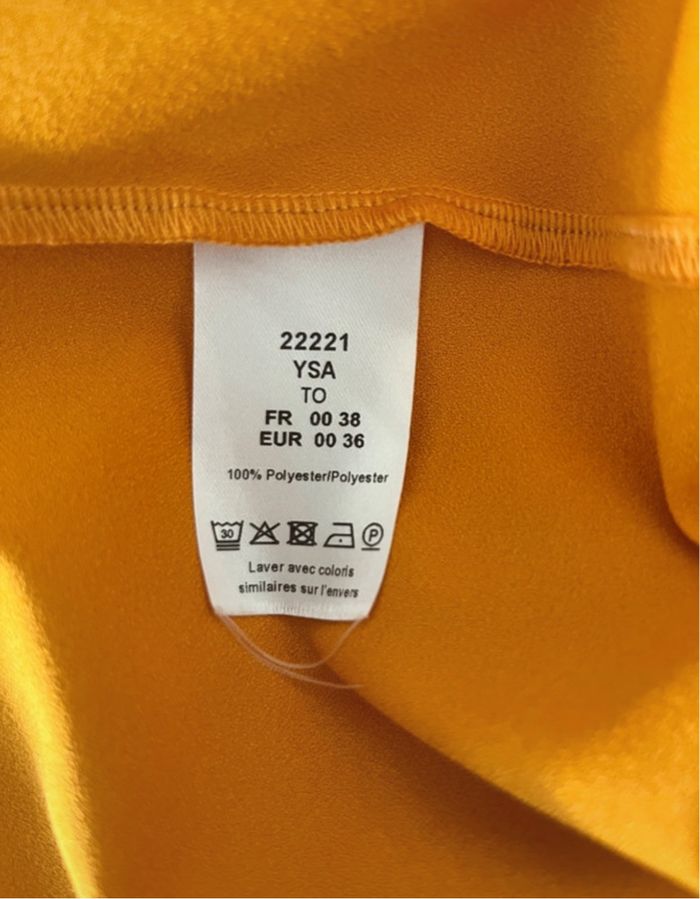 22221
YSA
TO
FR 00 38
EUR 00 36
100% Polyester/Polyester
30 P
Laver avec coloris
similaires sur l'envers